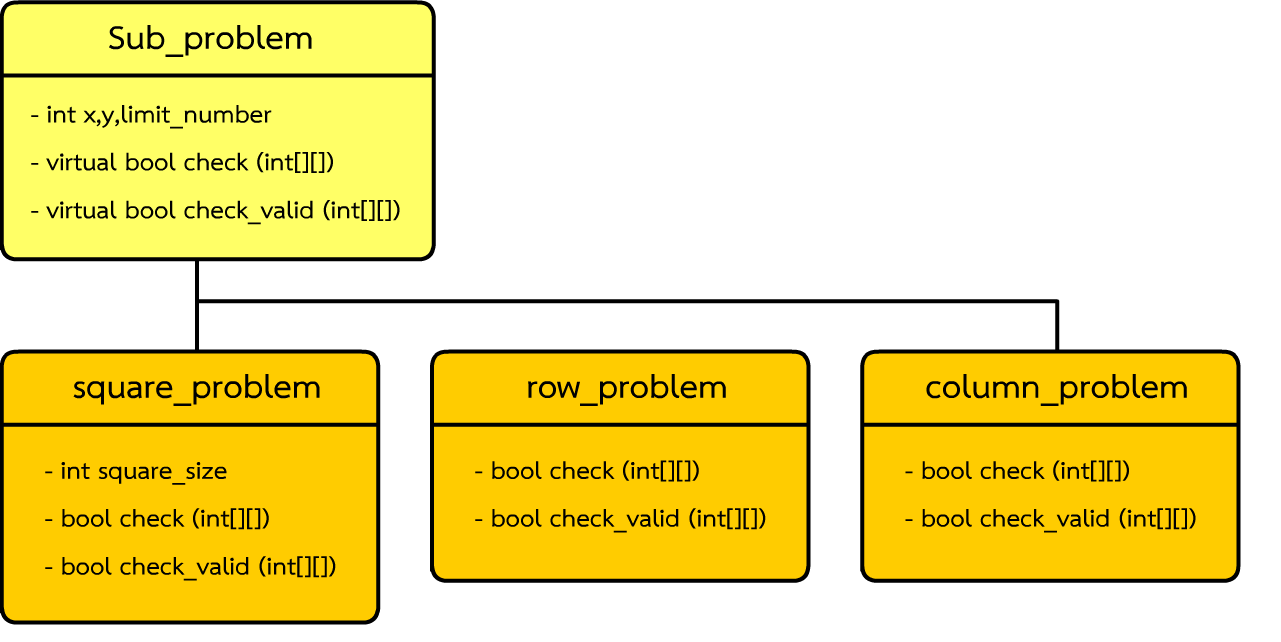 Sub_problem
- int x,y,limit_number
- virtual bool check (int[][])
- virtual bool check_valid (int[][])
square_problem
- int square_size
- bool check (int[][])
- bool check_valid (int[][])
row_problem
- bool check (int[][])
- bool check_valid (int[][])
column_problem
- bool check (int[][])
- bool check_valid (int[][])